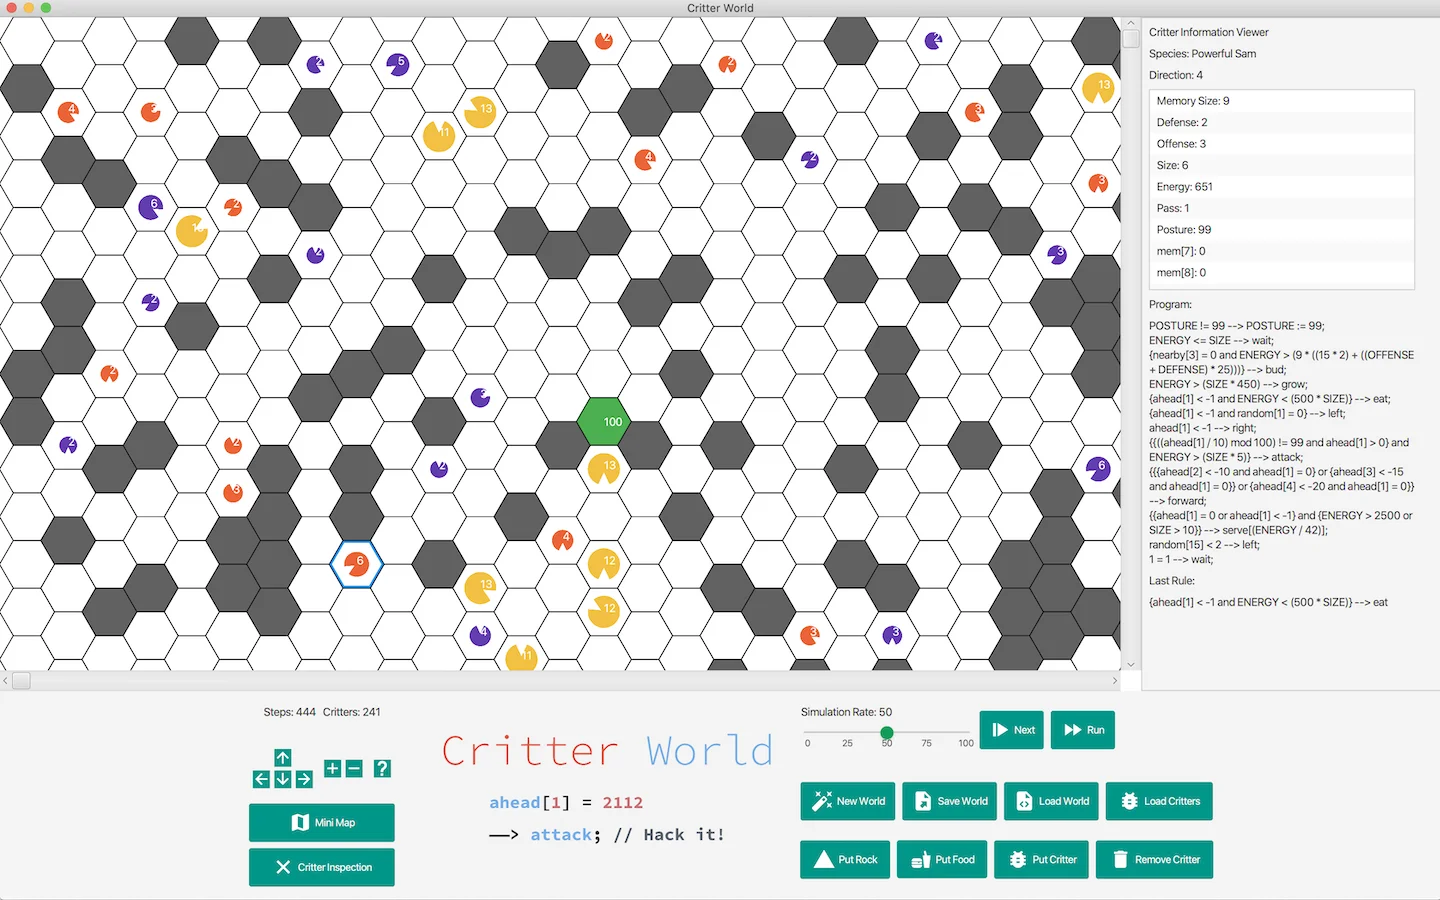 Critter World
2
2
5
2
2
13
4
3
13
3
11
4
2
3
6
2
2
3
2
2
2
100
2
2
13
2
6
3
4
12
6
13
12
4
3
3
11
Critter Information Viewer
Species: Powerful Sam
Direction: 4
Memory Size: 9
Defense: 2
Offense: 3
Size: 6
Energy: 651
Pass: 1
Posture: 99
mem[7]: 0
mem[8]: 0
Program:
POSTURE != 99 --> POSTURE := 99;
ENERGY <= SIZE --> wait;
{nearby[3] = 0 and ENERGY > (9 * ((15 * 2) + ((OFFENSE
+ DEFENSE) * 25)))} --> bud;
ENERGY > (SIZE * 450) --> grow;
{ahead[1] < -1 and ENERGY < (500 * SIZE)} --> eat;
{ahead[1] < -1 and random[1] = 0} --> left;
ahead[1] < -1 --> right;
{{((ahead[1] / 10) mod 100) != 99 and ahead[1] > 0} and
ENERGY > (SIZE * 5)} --> attack;
{{{ahead[2] < -10 and ahead[1] = 0} or {ahead[3] < -15
and ahead[1] = 0}} or {ahead[4] < -20 and ahead[1] = 0}}
--> forward;
{{ahead[1] = 0 or ahead[1] < -1} and {ENERGY > 2500 or
SIZE > 10}} --> serve[(ENERGY / 42)];
random[15] < 2 --> left;
1 = 1 --> wait;
Last Rule:
{ahead[1] < -1 and ENERGY < (500 * SIZE)} --> eat
Steps: 444 Critters: 241
Mini Map
Critter Inspection
Critter World
ahead[1] = 2112
——> attack; // Hack it!
Simulation Rate: 50
0 25 50 75 100
Next
Run
New World
Save World
Load World
Load Critters
Put Rock
Put Food
Put Critter
Remove Critter